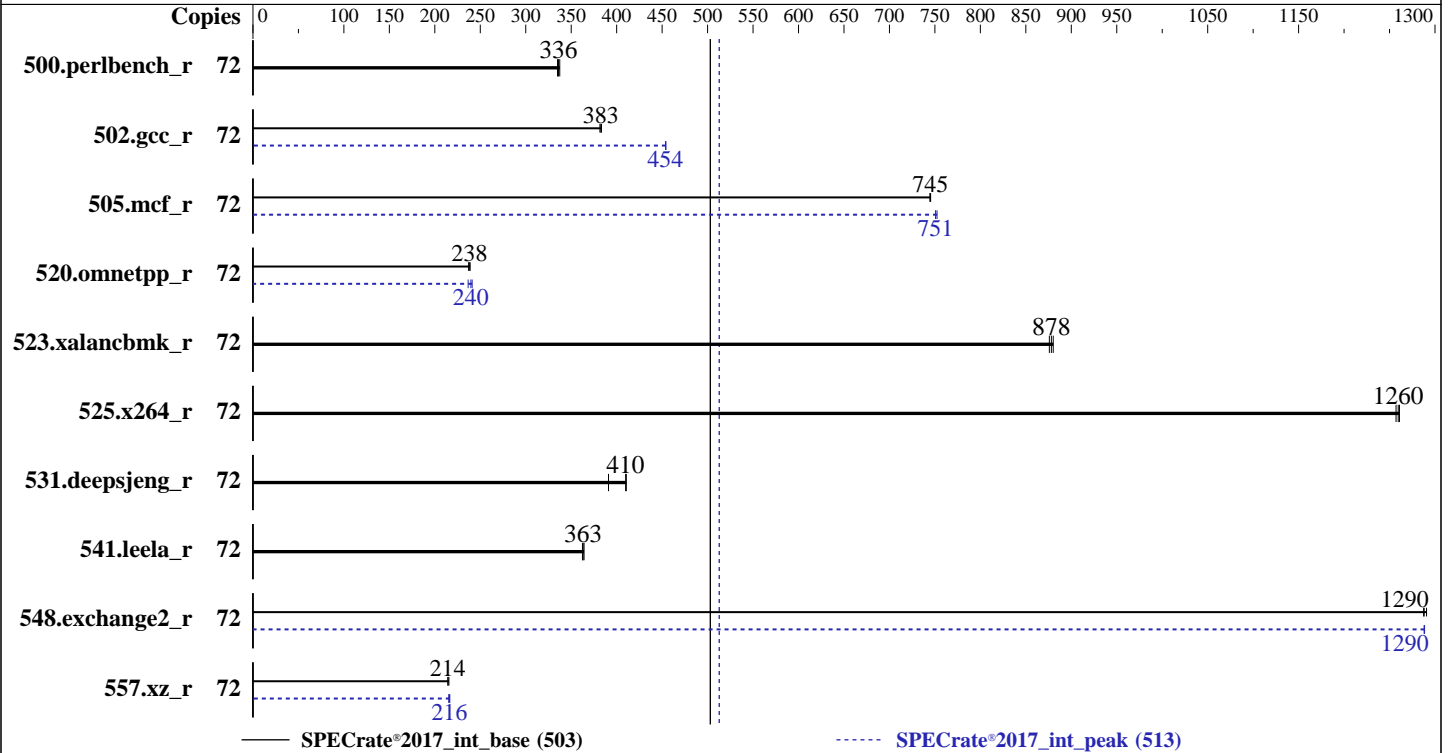 Copies 0 100 150 200 250 300 350 400 450 500 550 600 650 700 750 800 850 900 950 1050 1150 1300
336
500.perlbench_r 72
383
502.gcc_r 72
454
745
505.mcf_r 72
751
238
520.omnetpp_r 72
240
878
523.xalancbmk_r 72
1260
525.x264_r 72
410
531.deepsjeng_r 72
363
541.leela_r 72
1290
548.exchange2_r 72
1290
214
557.xz_r 72
216
SPECrate®2017_int_base (503) SPECrate®2017_int_peak (513)